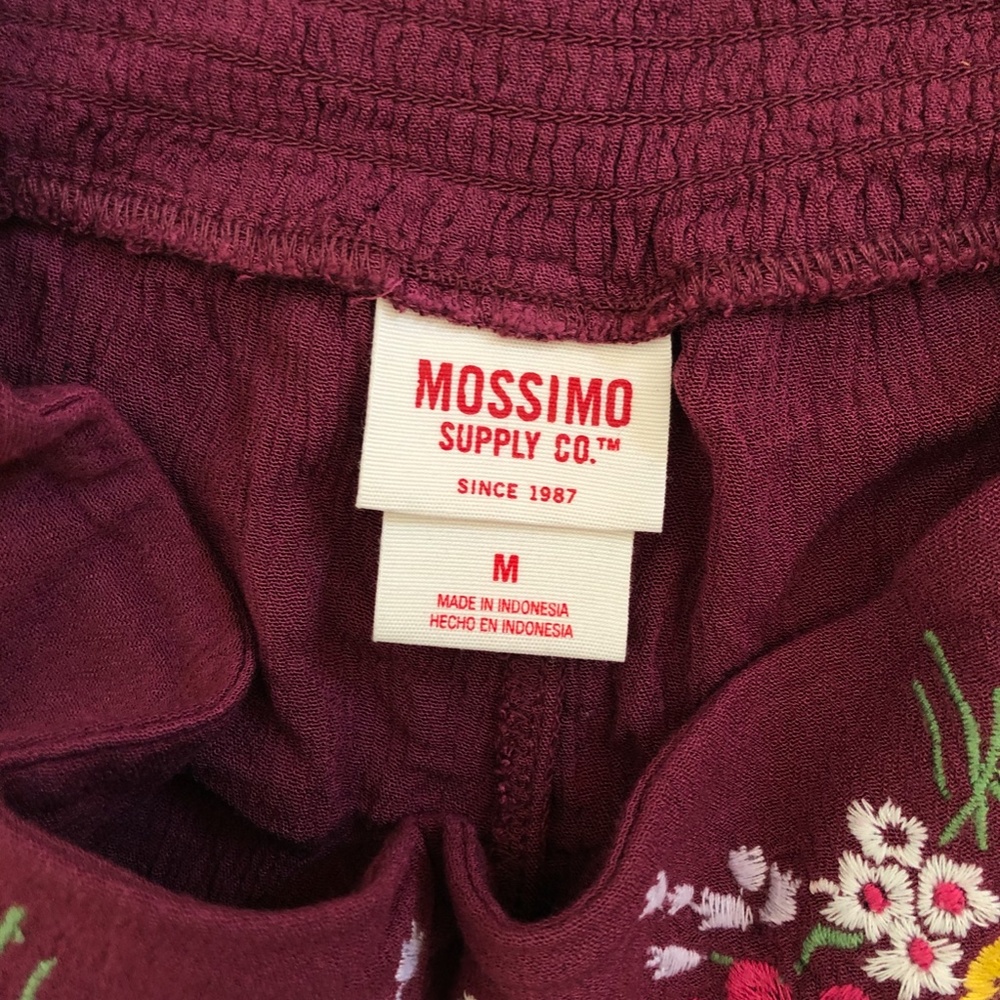 MOSSIMO
SUPPLY CO.™
SINCE 1987
M
MADE IN INDONESIA
HECHO EN INDONESIA